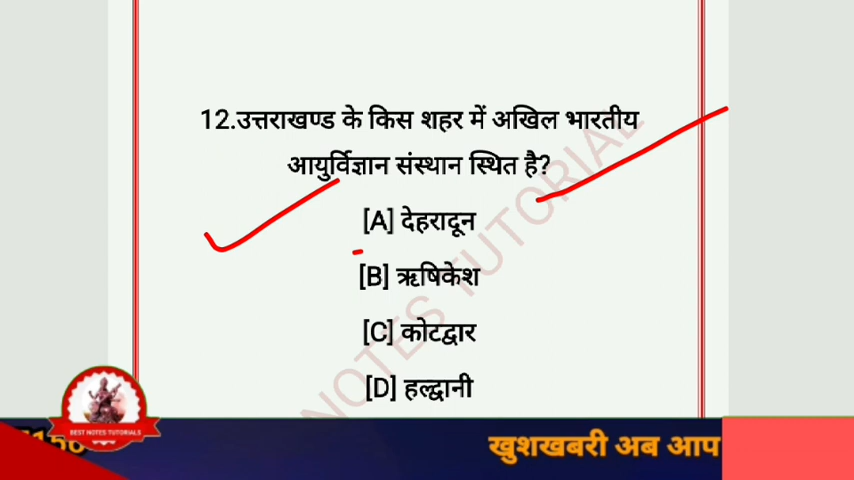 12.उत्तराखण्ड के किस शहर में अखिल भारतीय
आयुर्विज्ञान संस्थान स्थित है?
[A] देहरादून
[B] ऋषिकेश
[C] कोटद्वार
[D] हल्द्वानी
NOTES TUTORIAL
BEST NOTES TUTORIALS
खुशखबरी अब आप